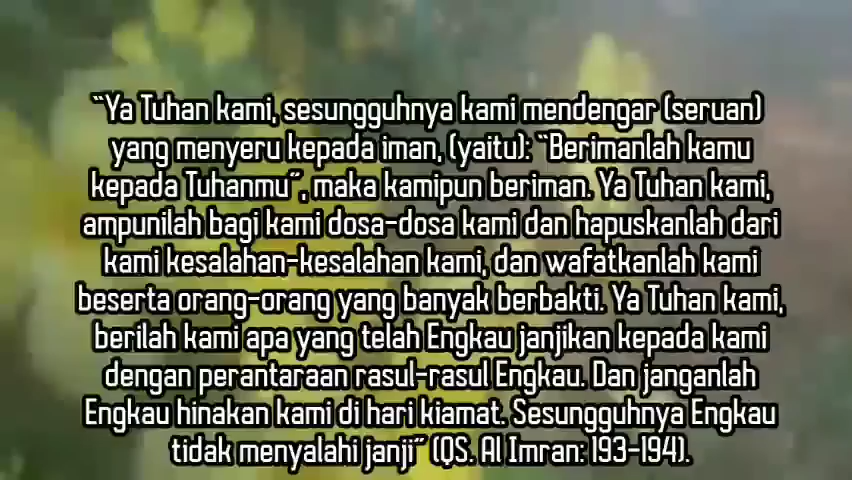 “Ya Tuhan kami, sesungguhnya kami mendengar (seruan)
yang menyeru kepada iman, (yaitu): “Berimanlah kamu
kepada Tuhanmu”, maka kamipun beriman. Ya Tuhan kami,
ampunilah bagi kami dosa-dosa kami dan hapuskanlah dari
kami kesalahan-kesalahan kami, dan wafatkanlah kami
beserta orang-orang yang banyak berbakti. Ya Tuhan kami,
berilah kami apa yang telah Engkau janjikan kepada kami
dengan perantaraan rasul-rasul Engkau. Dan janganlah
Engkau hinakan kami di hari kiamat. Sesungguhnya Engkau
tidak menyalahi janji” (QS. Al Imran: 193-194).